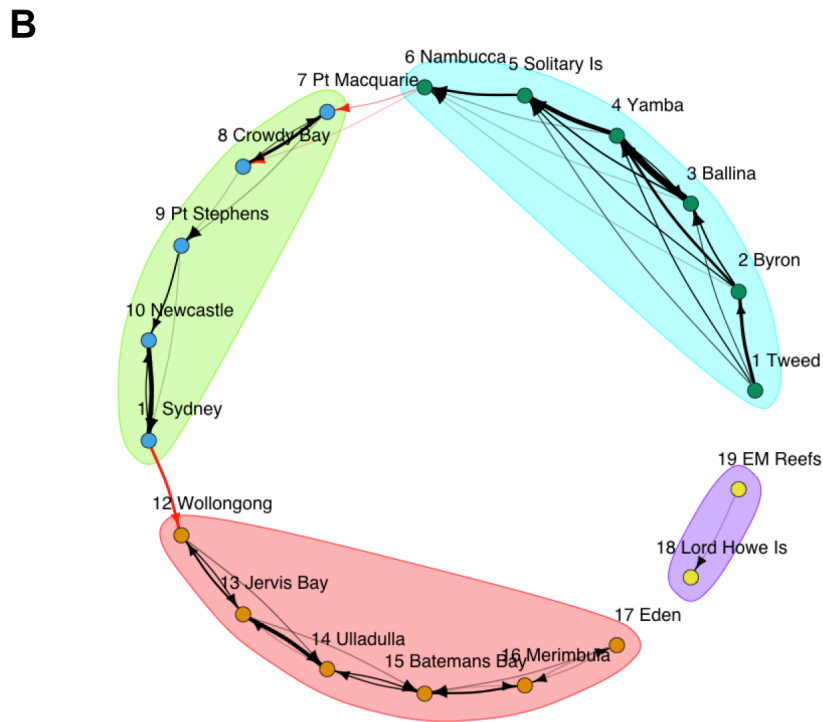 B
6 Nambucca
5 Solitary Is
7 Pt Macquarie
4 Yamba
8 Crowdy Bay
3 Ballina
9 Pt Stephens
2 Byron
10 Newcastle
1 Tweed
1 Sydney
19 EM Reefs
12 Wollongong
18 Lord Howe Is
13 Jervis Bay
17 Eden
14 Ulladulla
15 Batemans Bay
16 Merimbula